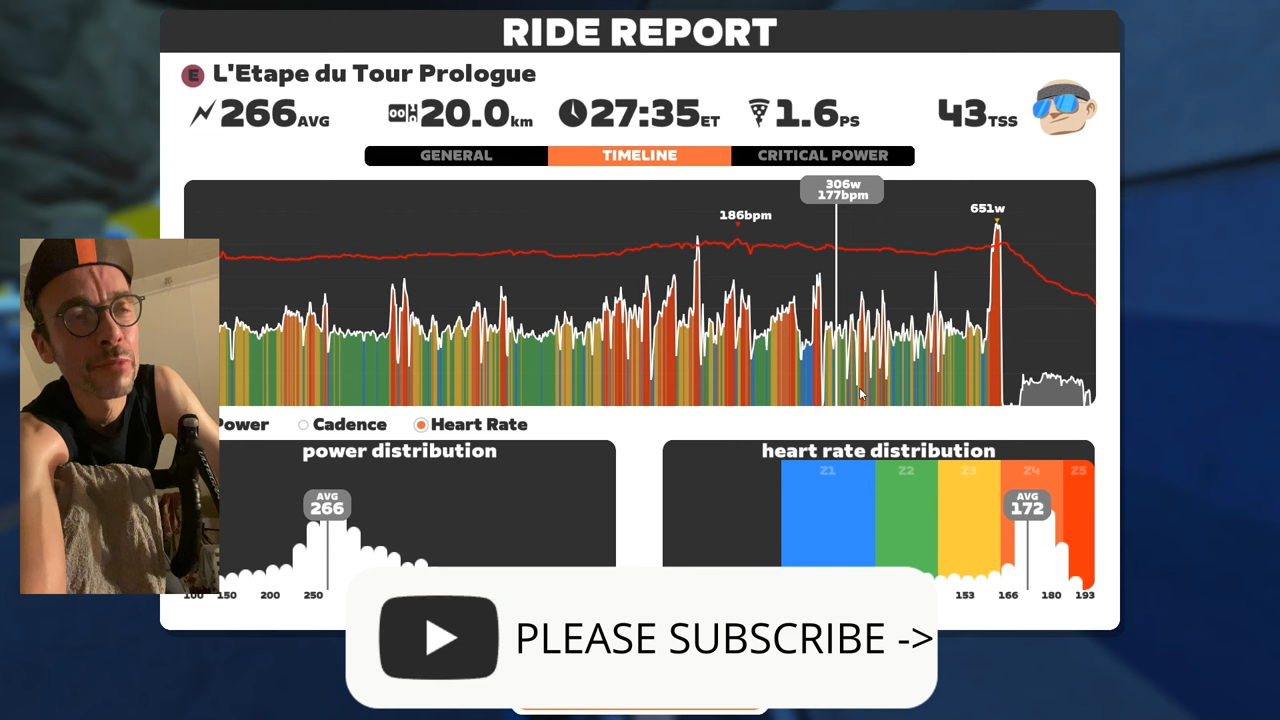 RIDE REPORT
E L'Etape du Tour Prologue
266AVG 20.0km 27:35ET 1.6PS 43TSS
GENERAL TIMELINE CRITICAL POWER
306w
177bpm
186bpm
651w
Power Cadence Heart Rate
power distribution
AVG
266
100 150 200 250
heart rate distribution
Z1 Z2 Z3 Z4 Z5
AVG
172
153 166 180 193
PLEASE SUBSCRIBE ->